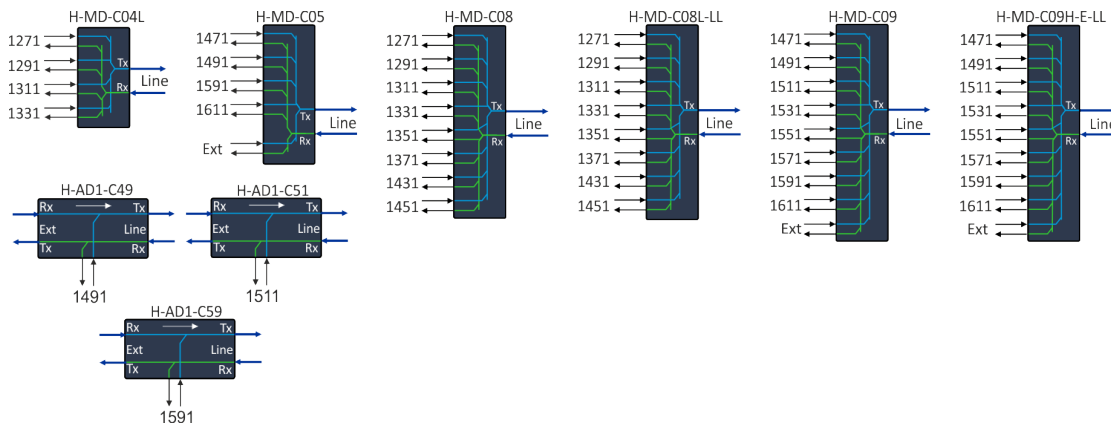 H-MD-C04L
1271
1291
1311
1331
Tx
Rx
Line
H-MD-C05
1471
1491
1591
1611
Ext
Tx
Rx
Line
H-MD-C08
1271
1291
1311
1331
1351
1371
1431
1451
Tx
Rx
Line
H-MD-C08L-LL
1271
1291
1311
1331
1351
1371
1431
1451
Tx
Rx
Line
H-MD-C09
1471
1491
1511
1531
1551
1571
1591
1611
Ext
Tx
Rx
Line
H-MD-C09H-E-LL
1471
1491
1511
1531
1551
1571
1591
1611
Ext
Tx
Rx
Line
H-AD1-C49
Rx Tx
Ext Line
Tx Rx
1491
H-AD1-C51
Rx Tx
Ext Line
Tx Rx
1511
H-AD1-C59
Rx Tx
Ext Line
Tx Rx
1591